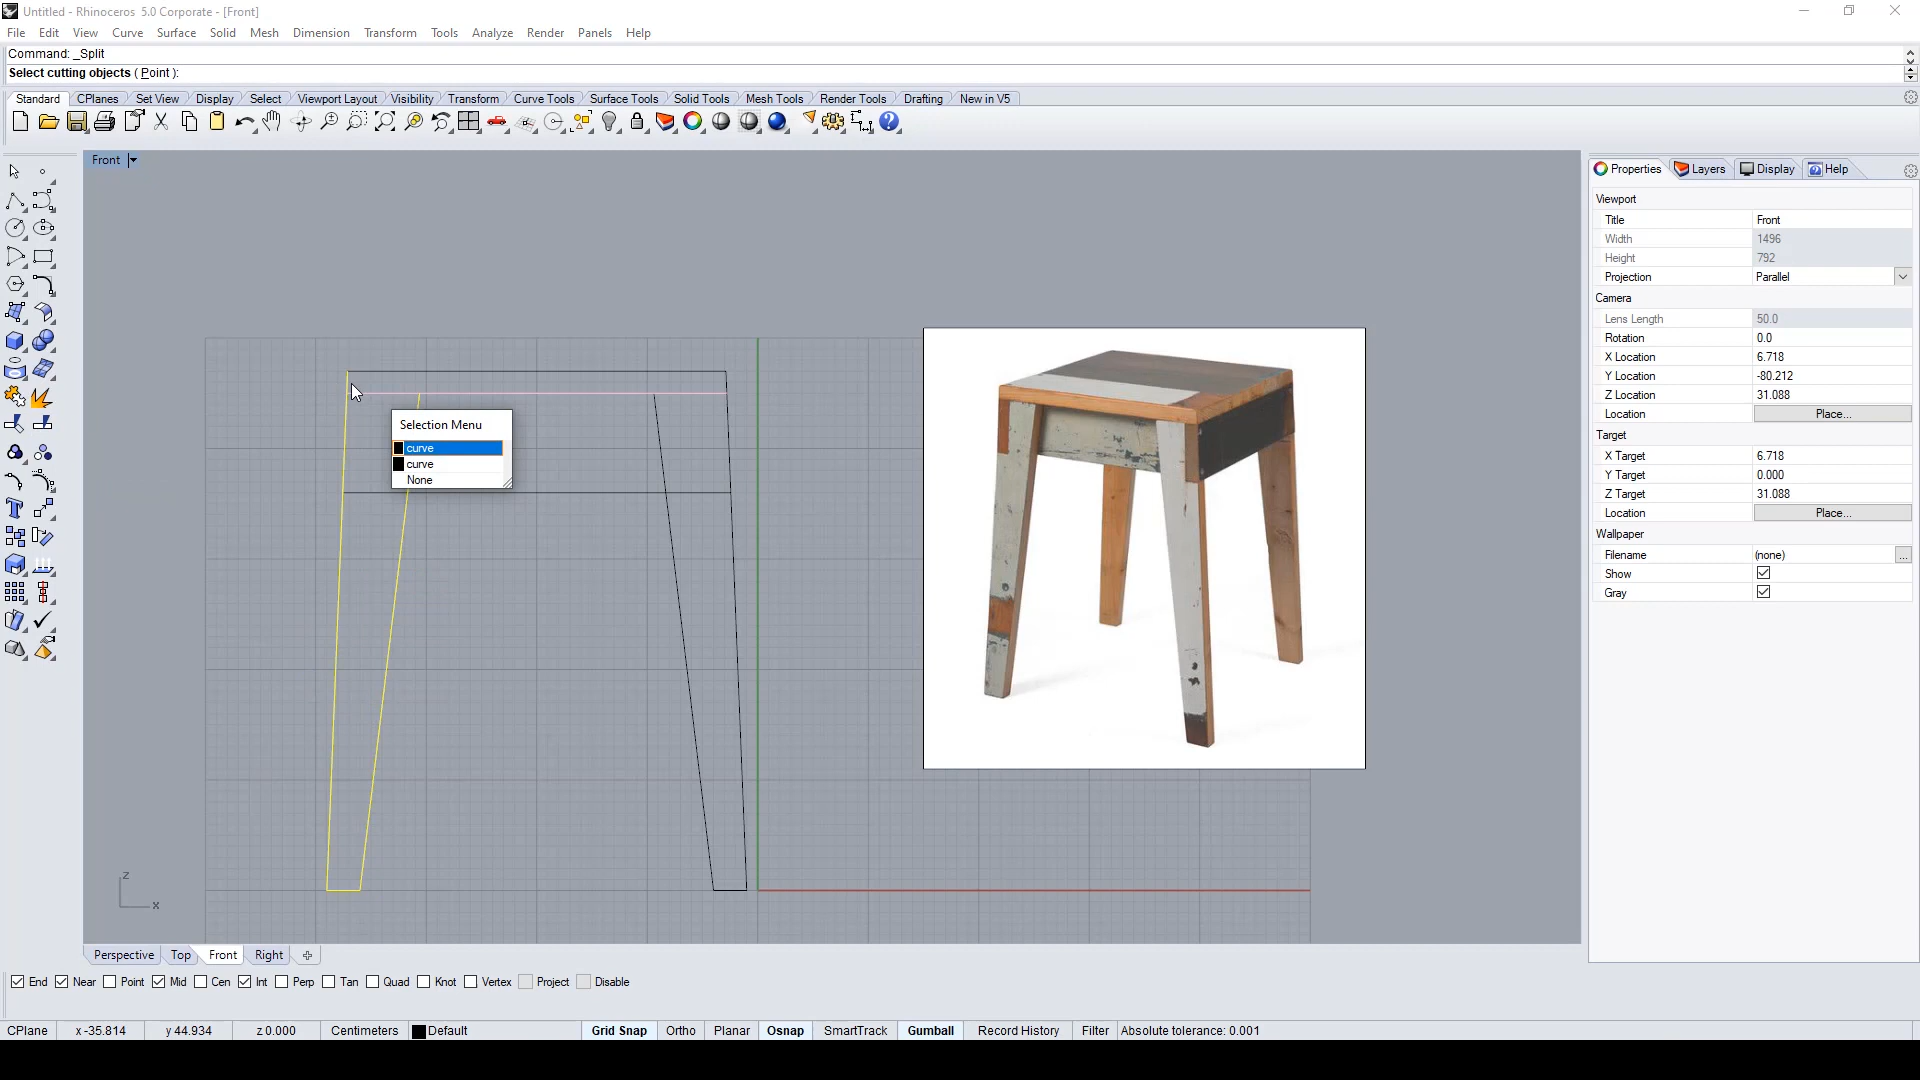 Untitled - Rhinoceros 5.0 Corporate - [Front]
File Edit View Curve Surface Solid Mesh Dimension Transform Tools Analyze Render Panels Help
Command: _Split
Select cutting objects ( Point ):
Standard CPlanes Set View Display Select Viewport Layout Visibility Transform Curve Tools Surface Tools Solid Tools Mesh Tools Render Tools Drafting New in V5
Front
Selection Menu
curve
curve
None
z
x
Properties Layers Display Help
Viewport
Title Front
Width 1496
Height 792
Projection Parallel
Camera
Lens Length 50.0
Rotation 0.0
X Location 6.718
Y Location -80.212
Z Location 31.088
Location Place...
Target
X Target 6.718
Y Target 0.000
Z Target 31.088
Location Place...
Wallpaper
Filename (none) ...
Show
Gray
Perspective Top Front Right
End Near Point Mid Cen Int Perp Tan Quad Knot Vertex Project Disable
CPlane x -35.814 y 44.934 z 0.000 Centimeters Default Grid Snap Ortho Planar Osnap SmartTrack Gumball Record History Filter Absolute tolerance: 0.001